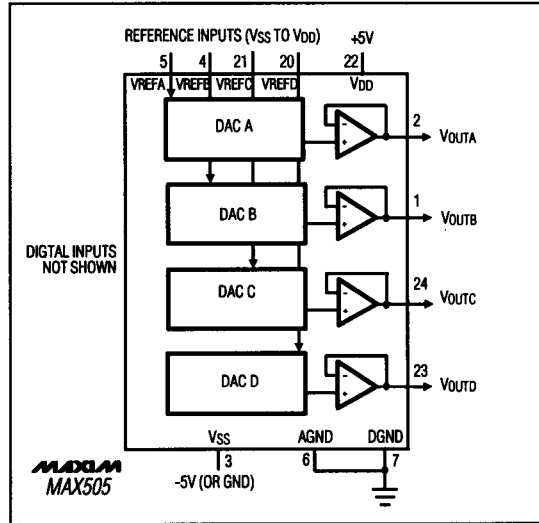 REFERENCE INPUTS (VSS TO VDD)
+5V
5 4 21 20 22
VREFA VREFB VREFC VREFD VDD
DAC A
- +
2
VOUTA
DAC B
- +
1
VOUTB
DIGTAL INPUTS
NOT SHOWN
DAC C
- +
24
VOUTC
DAC D
- +
23
VOUTD
VSS AGND DGND
3 6 7
-5V (OR GND)
MAXIM
MAX505